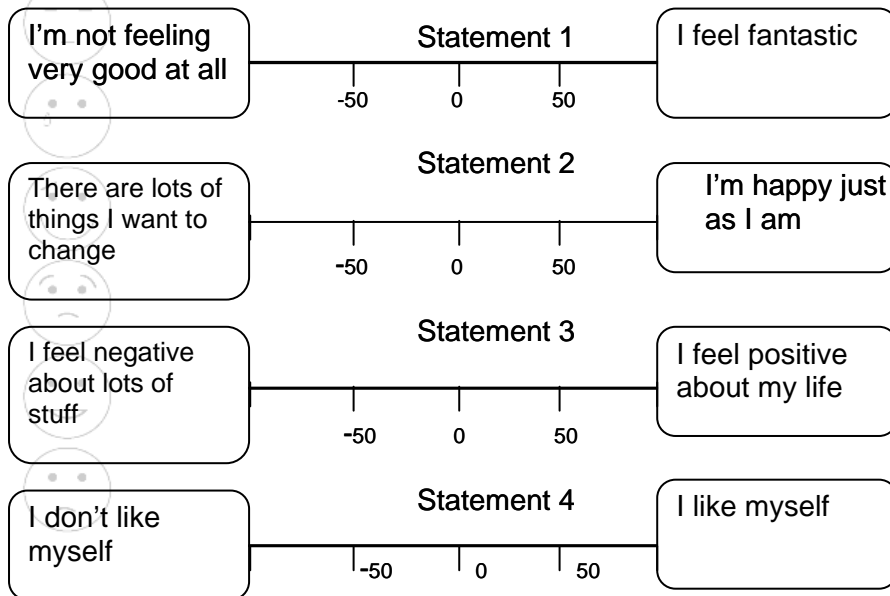 Statement 1
I'm not feeling
very good at all
I feel fantastic
-50 0 50
Statement 2
There are lots of
things I want to
change
I'm happy just
as I am
-50 0 50
Statement 3
I feel negative
about lots of
stuff
I feel positive
about my life
-50 0 50
Statement 4
I don't like
myself
I like myself
-50 0 50